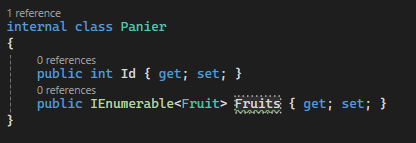 1 reference
internal class Panier
{
0 references
public int Id { get; set; }
0 references
public IEnumerable<Fruit> Fruits { get; set; }
}